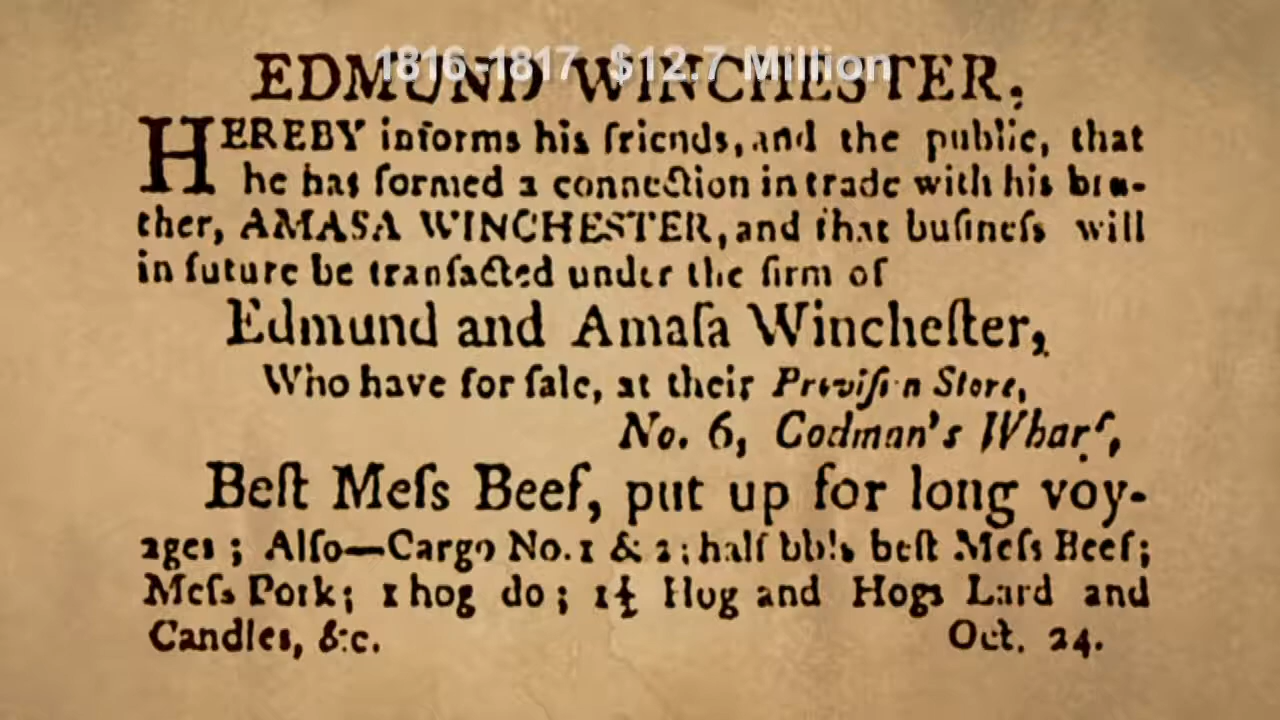 1816-1817 $12.7 Million
EDMUND WINCHESTER,
HEREBY informs his friends, and the public, that
he has formed a connection in trade with his bro-
ther, AMASA WINCHESTER, and that buſineſs will
in future be tranſacted under the firm of
Edmund and Amaſa Wincheſter,
Who have for ſale, at their Proviſion Store,
No. 6, Codman's Wharf,
Beſt Meſs Beef, put up for long voy-
ages; Alſo—Cargo No. 1 & 2; half bbls beſt Meſs Beef;
Meſs Pork; 1 hog do; 1½ Hog and Hogs Lard and
Candles, &c. Oct. 24.